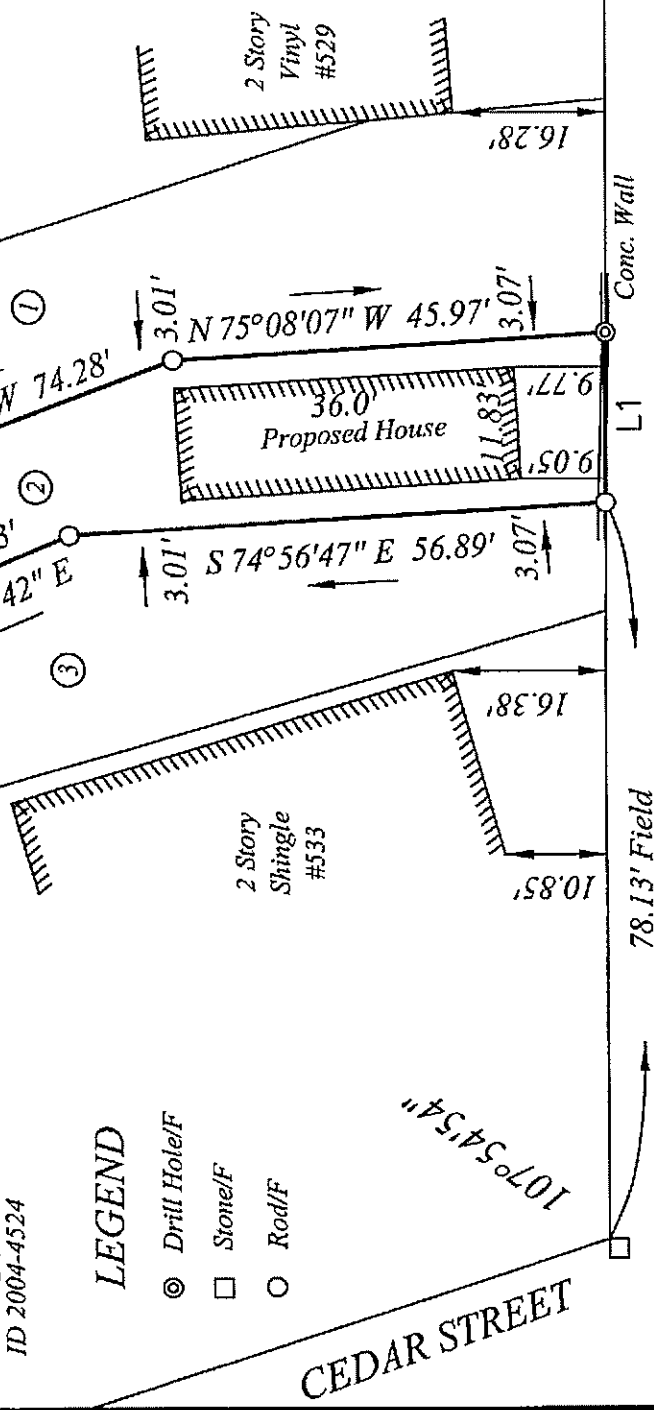 ID 2004-4524
LEGEND
Drill Hole/F
Stone/F
Rod/F
CEDAR STREET
107°54'54"
78.13' Field
2 Story
Shingle
#533
10.85'
16.38'
3
42" E
2
W 74.28'
1
S 74°56'47" E 56.89'
3.01'
3.07'
36.0'
Proposed House
11.83'
9.05'
9.77'
L1
3.01'
N 75°08'07" W 45.97'
3.07'
Conc. Wall
2 Story
Vinyl
#529
16.28'